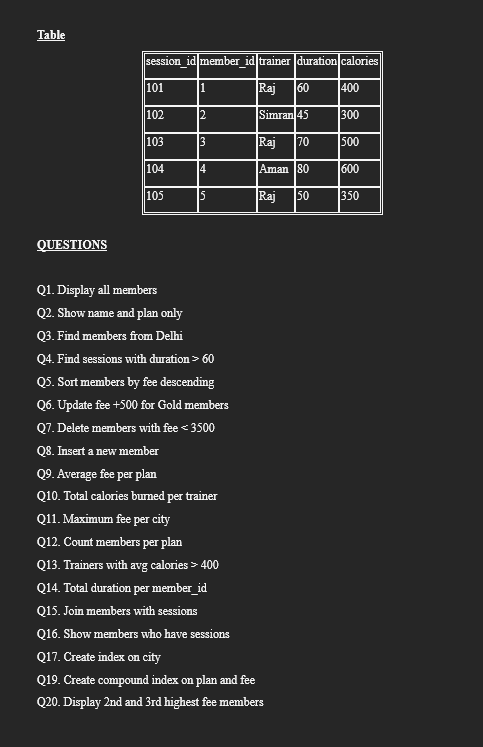 Table
session_id member_id trainer duration calories
101 1 Raj 60 400
102 2 Simran 45 300
103 3 Raj 70 500
104 4 Aman 80 600
105 5 Raj 50 350
QUESTIONS
Q1. Display all members
Q2. Show name and plan only
Q3. Find members from Delhi
Q4. Find sessions with duration > 60
Q5. Sort members by fee descending
Q6. Update fee +500 for Gold members
Q7. Delete members with fee < 3500
Q8. Insert a new member
Q9. Average fee per plan
Q10. Total calories burned per trainer
Q11. Maximum fee per city
Q12. Count members per plan
Q13. Trainers with avg calories > 400
Q14. Total duration per member_id
Q15. Join members with sessions
Q16. Show members who have sessions
Q17. Create index on city
Q19. Create compound index on plan and fee
Q20. Display 2nd and 3rd highest fee members